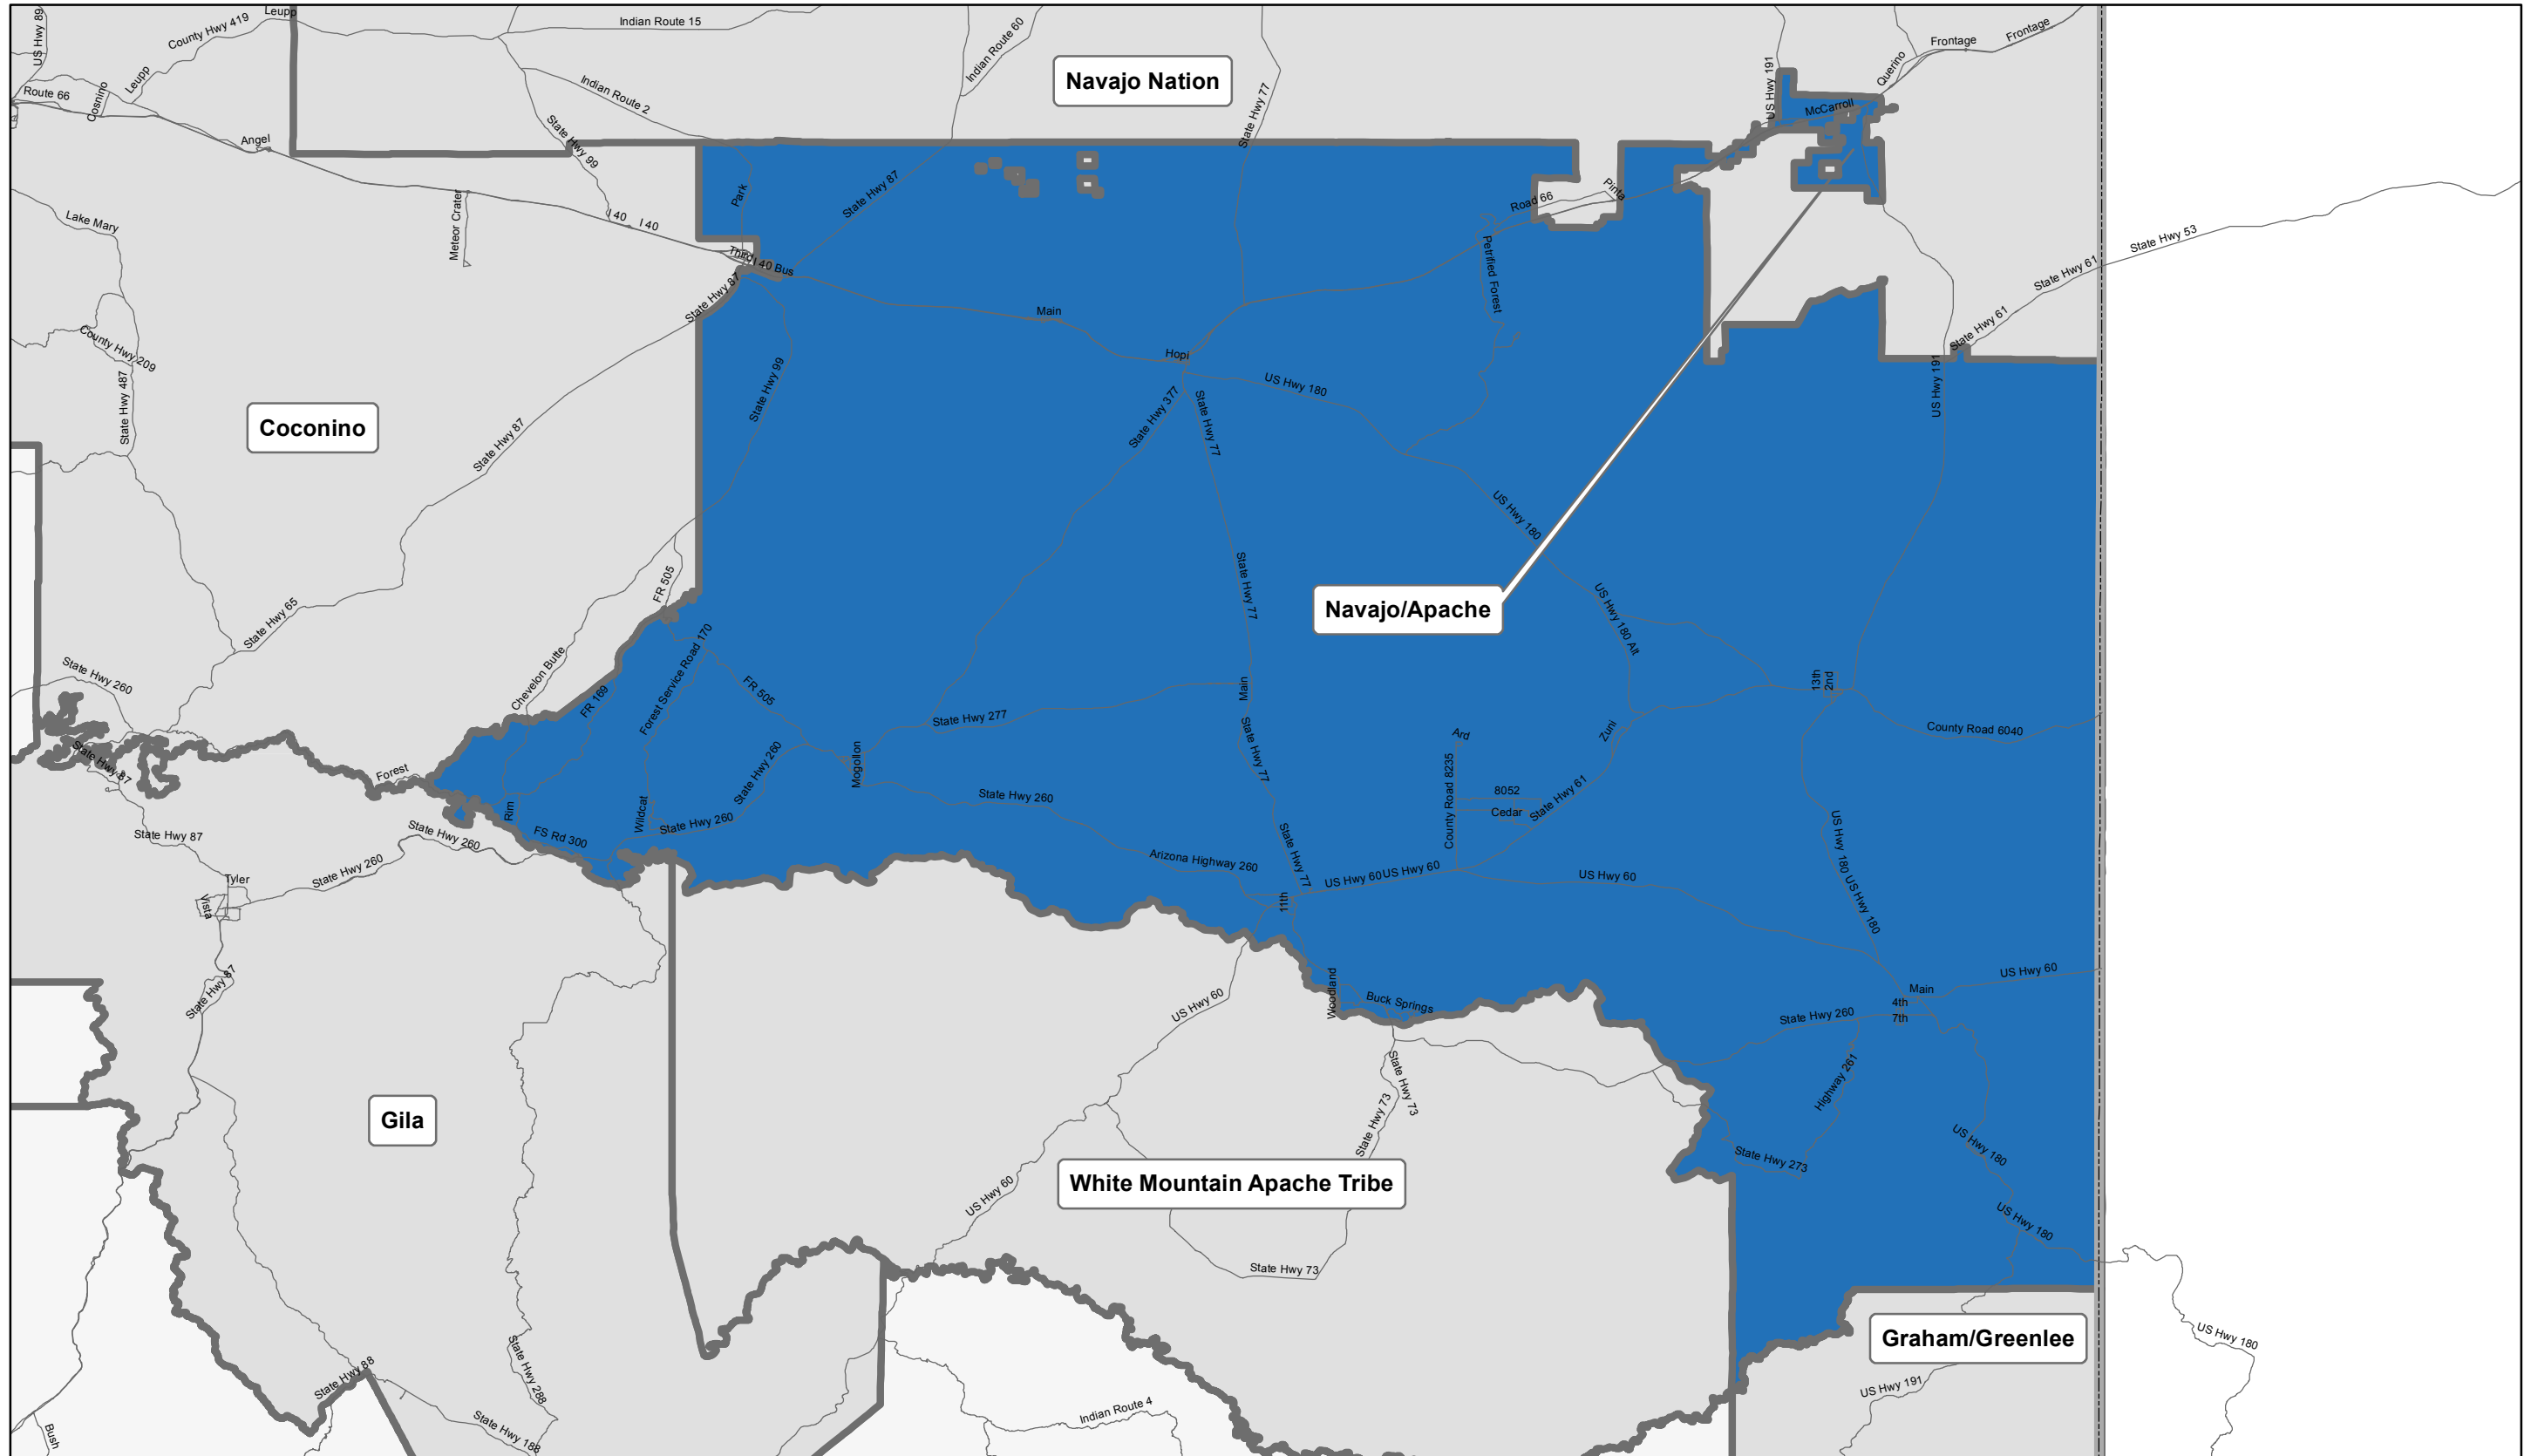 Leupp
US Hwy 89
County Hwy 419
Indian Route 15
Indian Route 60
Frontage
Frontage
Navajo Nation
Querino
US Hwy 191
Route 66
Cosnino
Leupp
Indian Route 2
State Hwy 77
McCarroll
Angel
State Hwy 99
Park
State Hwy 87
Pinta
Road 66
Lake Mary
Meteor Crater
I 40
I 40
State Hwy 53
State Hwy 61
Third
I 40 Bus
Petrified Forest
State Hwy 87
Main
State Hwy 61
County Hwy 209
Hopi
US Hwy 180
US Hwy 191
State Hwy 487
State Hwy 99
State Hwy 377
State Hwy 77
Coconino
State Hwy 87
US Hwy 180
FR 505
State Hwy 77
Navajo/Apache
US Hwy 180 Alt
State Hwy 65
State Hwy 260
Chevelon Butte
Forest Service Road 170
FR 169
FR 505
Main
13th
2nd
State Hwy 277
Zuni
County Road 6040
Ard
State Hwy 87
Forest
State Hwy 260
Mogollon
State Hwy 77
County Road 8235
8052
Cedar
State Hwy 61
State Hwy 260
Rim
Wildcat
State Hwy 260
FS Rd 300
State Hwy 87
State Hwy 260
State Hwy 260
Arizona Highway 260
State Hwy 77
US Hwy 60
US Hwy 60
US Hwy 60
US Hwy 180
US Hwy 180
Tyler
Vista
11th
State Hwy 87
US Hwy 60
Woodland
Buck Springs
US Hwy 60
Main
4th
7th
State Hwy 260
Highway 261
State Hwy 73
State Hwy 73
Gila
US Hwy 180
State Hwy 273
White Mountain Apache Tribe
US Hwy 60
US Hwy 180
State Hwy 73
Graham/Greenlee
US Hwy 180
State Hwy 288
State Hwy 88
US Hwy 191
Indian Route 4
State Hwy 188
Bush